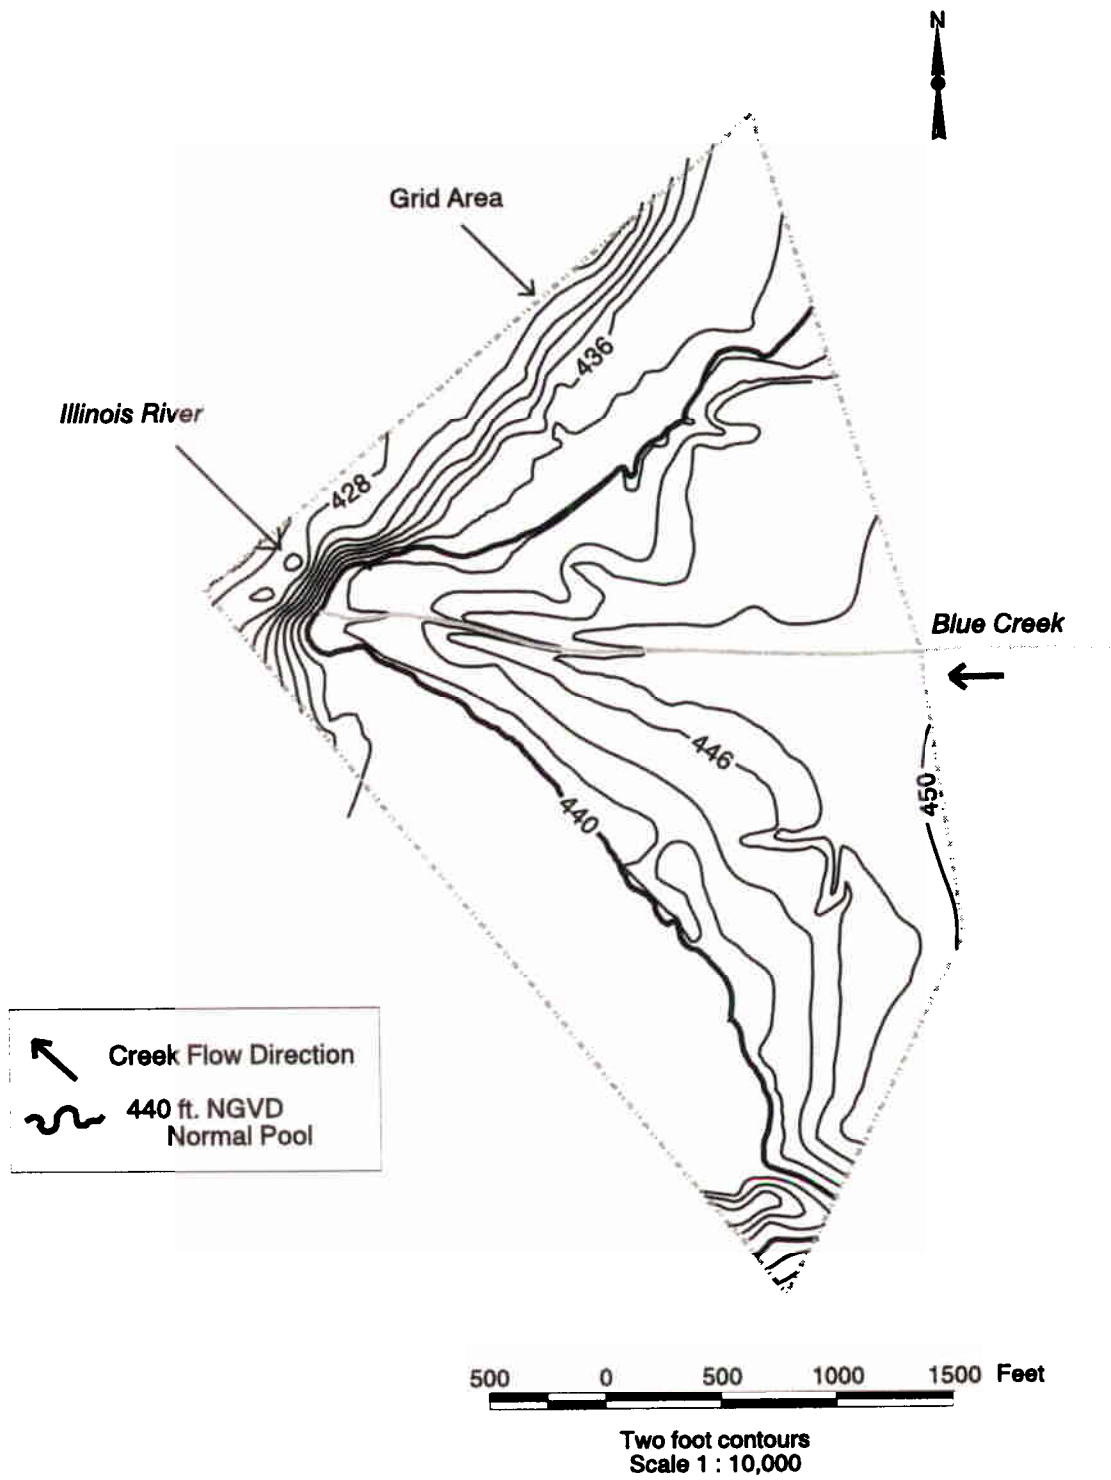 N
Grid Area
436
Illinois River
428
Blue Creek
446
450
440
Creek Flow Direction
440 ft. NGVD
Normal Pool
500 0 500 1000 1500 Feet
Two foot contours
Scale 1 : 10,000